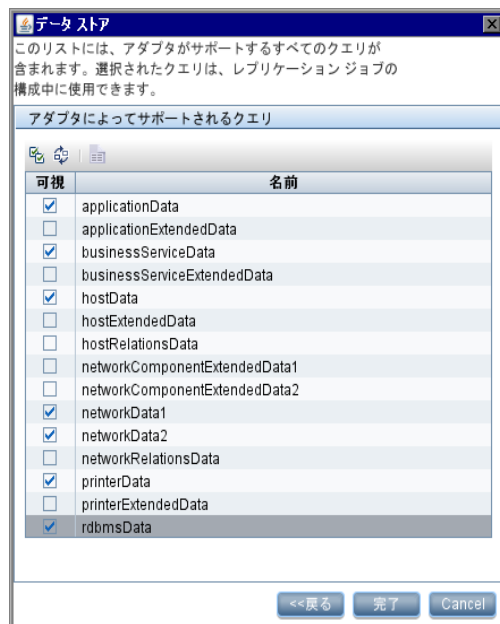 データ ストア
このリストには、アダプタがサポートするすべてのクエリが
含まれます。選択されたクエリは、レプリケーション ジョブの
構成中に使用できます。
アダプタによってサポートされるクエリ
可視 名前
applicationData
applicationExtendedData
businessServiceData
businessServiceExtendedData
hostData
hostExtendedData
hostRelationsData
networkComponentExtendedData1
networkComponentExtendedData2
networkData1
networkData2
networkRelationsData
printerData
printerExtendedData
rdbmsData
<<戻る 完了 Cancel